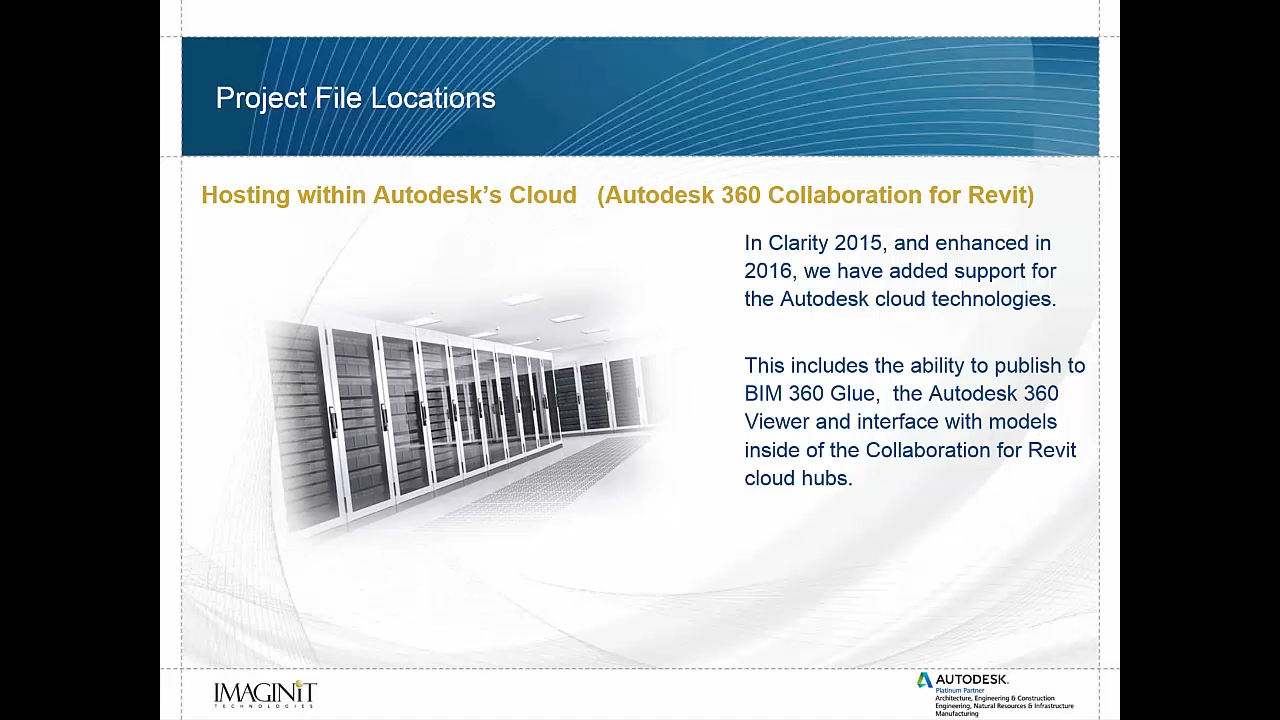 Project File Locations
Hosting within Autodesk’s Cloud (Autodesk 360 Collaboration for Revit)
In Clarity 2015, and enhanced in
2016, we have added support for
the Autodesk cloud technologies.
This includes the ability to publish to
BIM 360 Glue, the Autodesk 360
Viewer and interface with models
inside of the Collaboration for Revit
cloud hubs.
IMAGINiT
TECHNOLOGIES
AUTODESK.
Platinum Partner
Architecture, Engineering & Construction
Engineering, Natural Resources & Infrastructure
Manufacturing